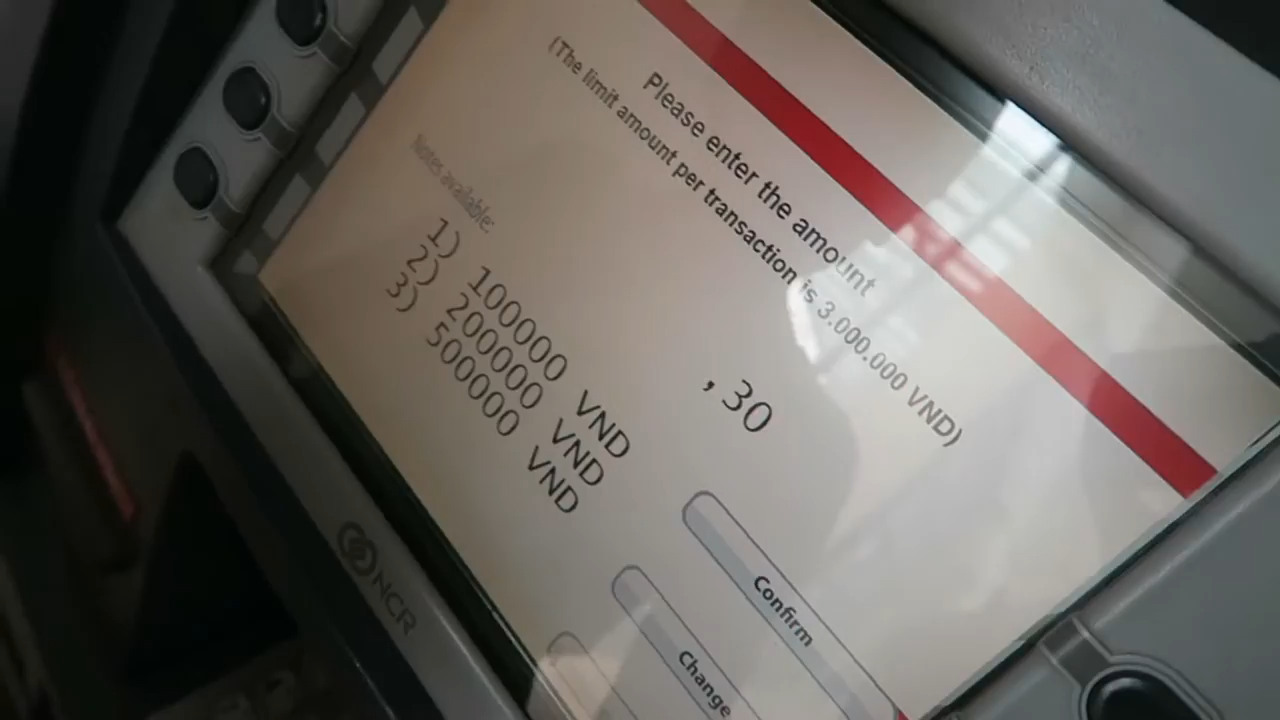 Please enter the amount
(The limit amount per transaction is 3.000.000 VND)
,30
Notes available:
1) 100000 VND
2) 200000 VND
3) 500000 VND
Confirm
Change
NCR